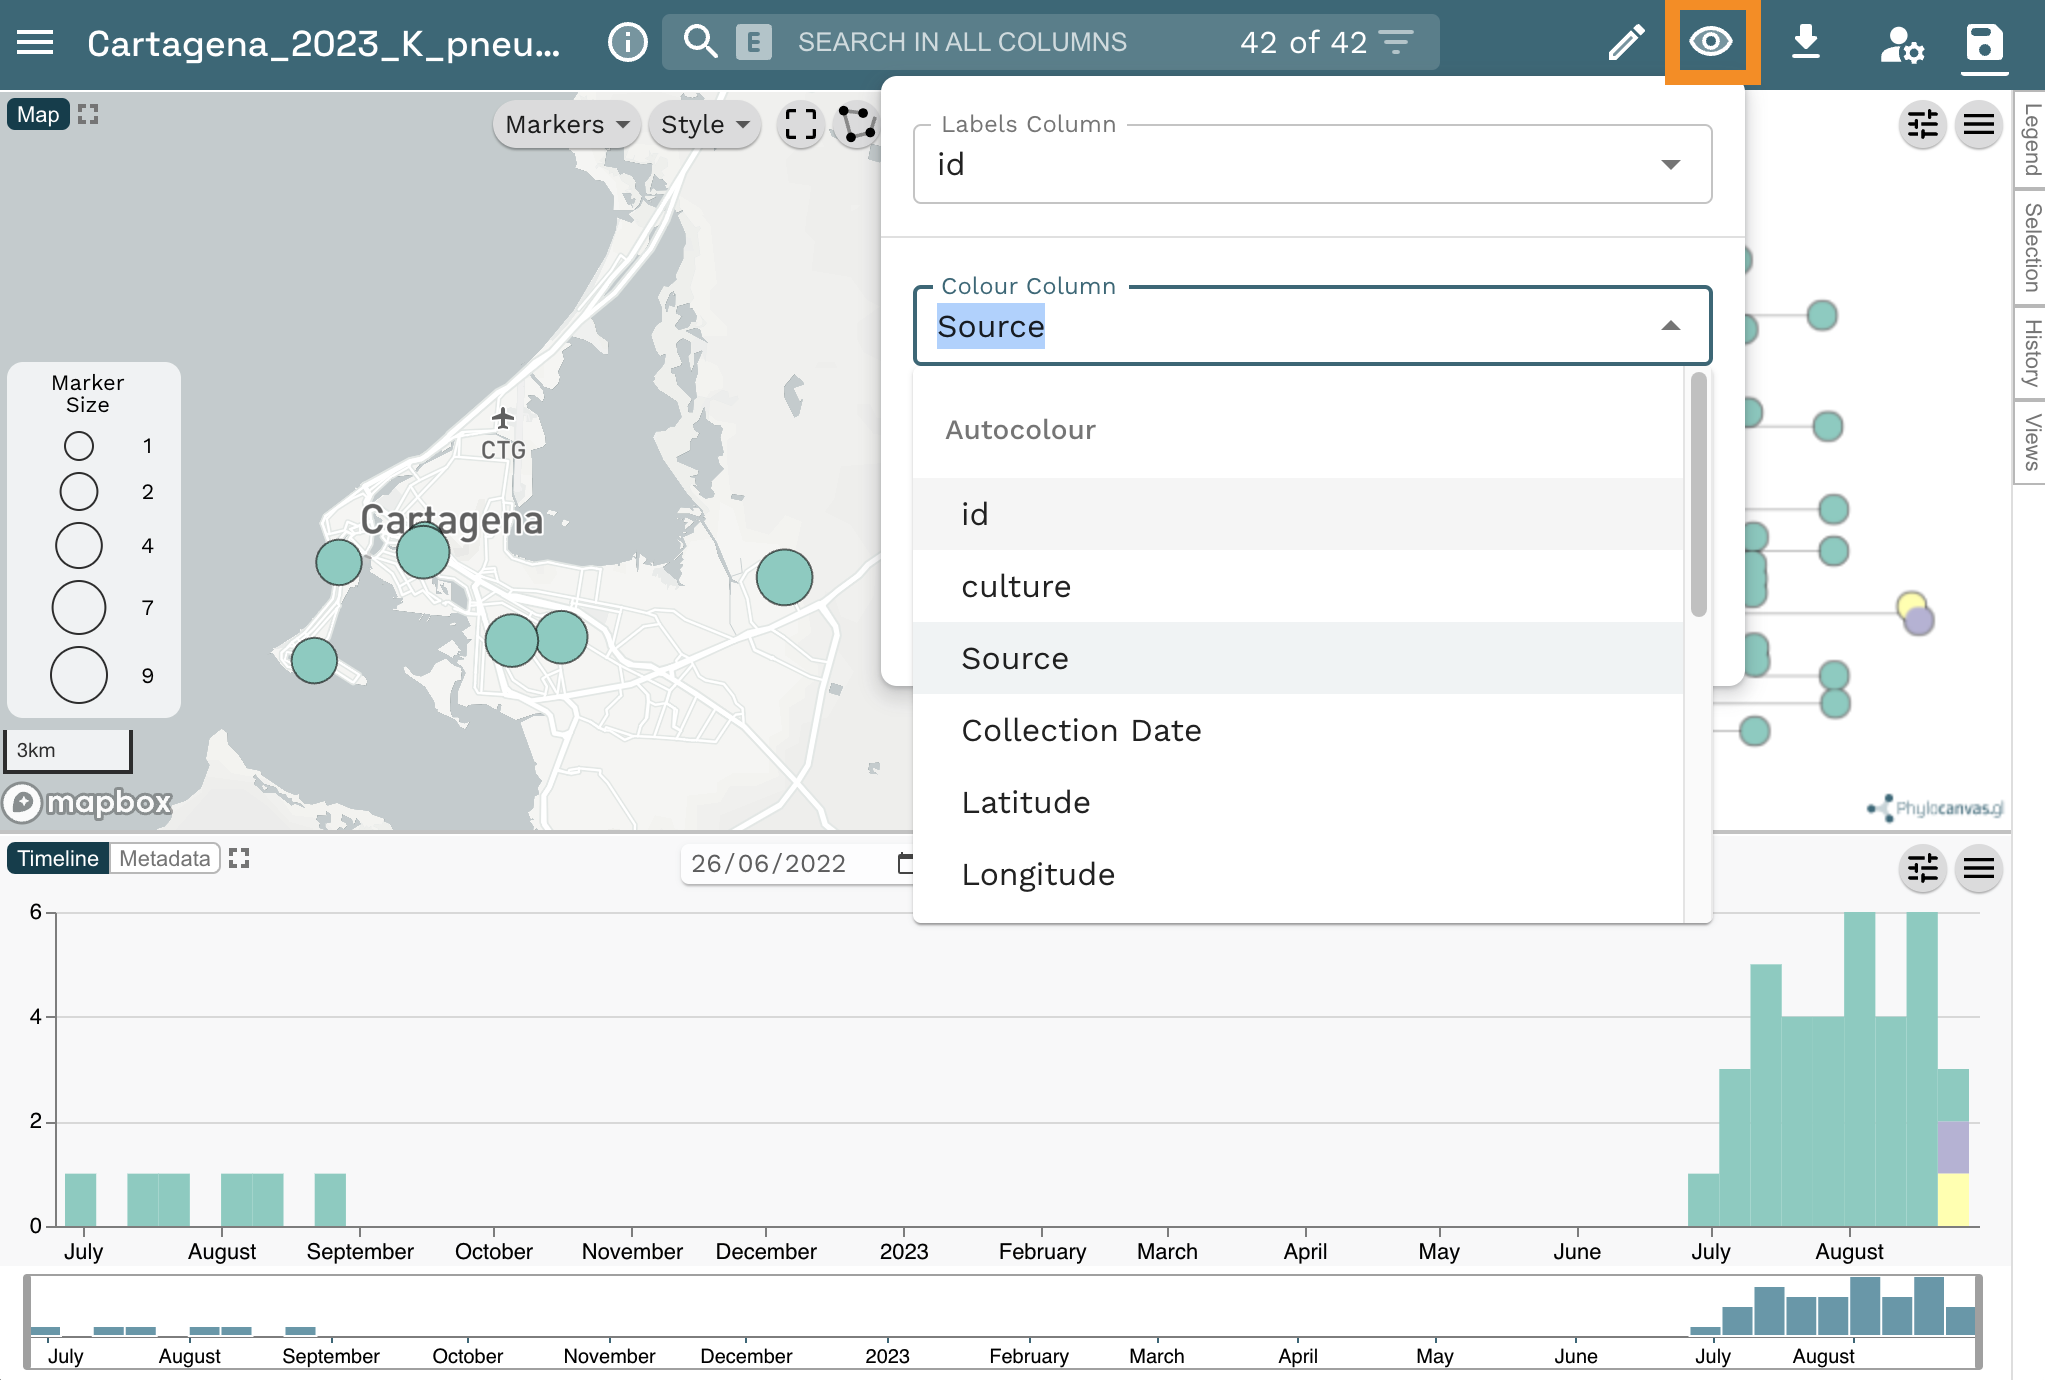 Cartagena_2023_K_pneu...
E
SEARCH IN ALL COLUMNS
42 of 42
Map
Markers
Style
Labels Column
id
Colour Column
Source
Autocolour
id
culture
Source
Collection Date
Latitude
Longitude
Legend
Selection
History
Views
CTG
Cartagena
Marker
Size
1
2
4
7
9
3km
mapbox
Phylocanvas.gl
Timeline
Metadata
26/06/2022
6
4
2
0
July August September October November December 2023 February March April May June July August
July August September October November December 2023 February March April May June July August